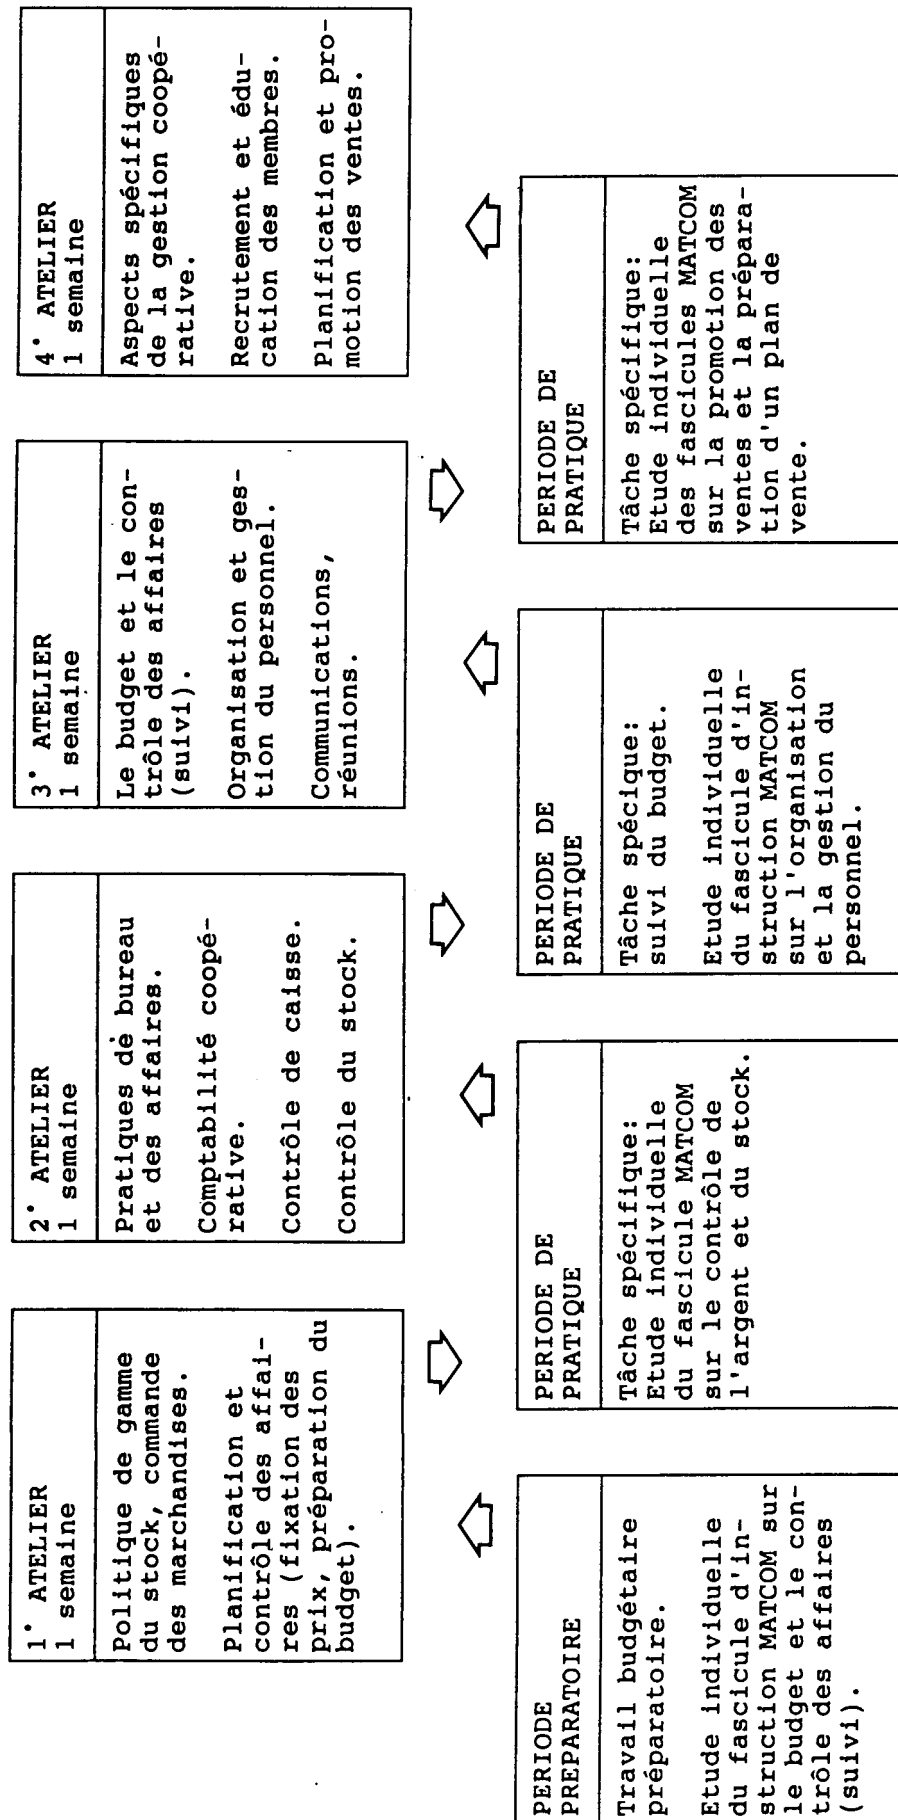 1° ATELIER
1 semaine
Politique de gamme
du stock, commande
des marchandises.
Planification et
contrôle des affai-
res (fixation des
prix, préparation du
budget).
2° ATELIER
1 semaine
Pratiques de bureau
et des affaires.
Comptabilité coopé-
rative.
Contrôle de caisse.
Contrôle du stock.
3° ATELIER
1 semaine
Le budget et le con-
trôle des affaires
(suivi).
Organisation et ges-
tion du personnel.
Communications,
réunions.
4° ATELIER
1 semaine
Aspects spécifiques
de la gestion coopé-
rative.
Recrutement et édu-
cation des membres.
Planification et pro-
motion des ventes.
PERIODE
PREPARATOIRE
Travail budgétaire
préparatoire.
Etude individuelle
du fascicule d'in-
struction MATCOM sur
le budget et le con-
trôle des affaires
(suivi).
PERIODE DE
PRATIQUE
Tâche spécifique:
Etude individuelle
du fascicule MATCOM
sur le contrôle de
l'argent et du stock.
PERIODE DE
PRATIQUE
Tâche spécique:
suivi du budget.
Etude individuelle
du fascicule d'in-
struction MATCOM
sur l'organisation
et la gestion du
personnel.
PERIODE DE
PRATIQUE
Tâche spécifique:
Etude individuelle
des fascicules MATCOM
sur la promotion des
ventes et la prépara-
tion d'un plan de
vente.